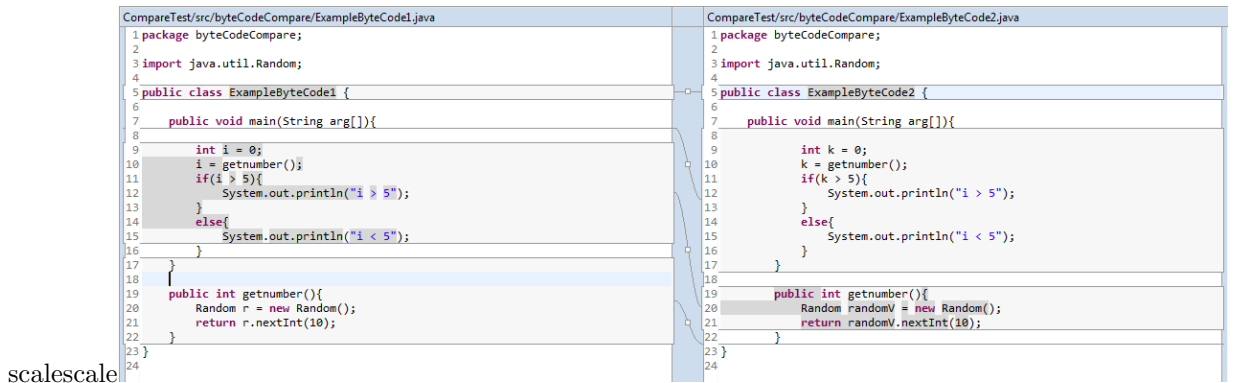 CompareTest/src/byteCodeCompare/ExampleByteCode1.java
1 package byteCodeCompare;
2
3 import java.util.Random;
4
5 public class ExampleByteCode1 {
6
7     public void main(String arg[]){
8
9         int i = 0;
10         i = getnumber();
11         if(i > 5){
12             System.out.println("i > 5");
13         }
14         else{
15             System.out.println("i < 5");
16         }
17     }
18
19     public int getnumber(){
20         Random r = new Random();
21         return r.nextInt(10);
22     }
23 }
24
CompareTest/src/byteCodeCompare/ExampleByteCode2.java
1 package byteCodeCompare;
2
3 import java.util.Random;
4
5 public class ExampleByteCode2 {
6
7     public void main(String arg[]){
8
9         int k = 0;
10         k = getnumber();
11         if(k > 5){
12             System.out.println("i > 5");
13         }
14         else{
15             System.out.println("i < 5");
16         }
17     }
18
19     public int getnumber(){
20         Random randomV = new Random();
21         return randomV.nextInt(10);
22     }
23 }
24
scalescale